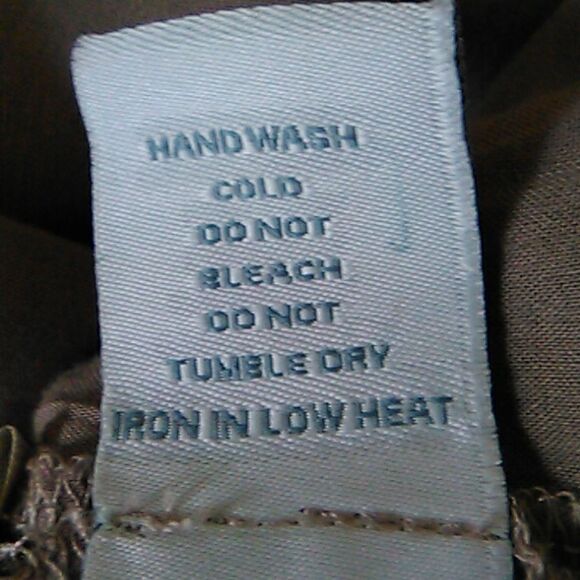 HAND WASH
COLD
DO NOT
BLEACH
DO NOT
TUMBLE DRY
IRON IN LOW HEAT